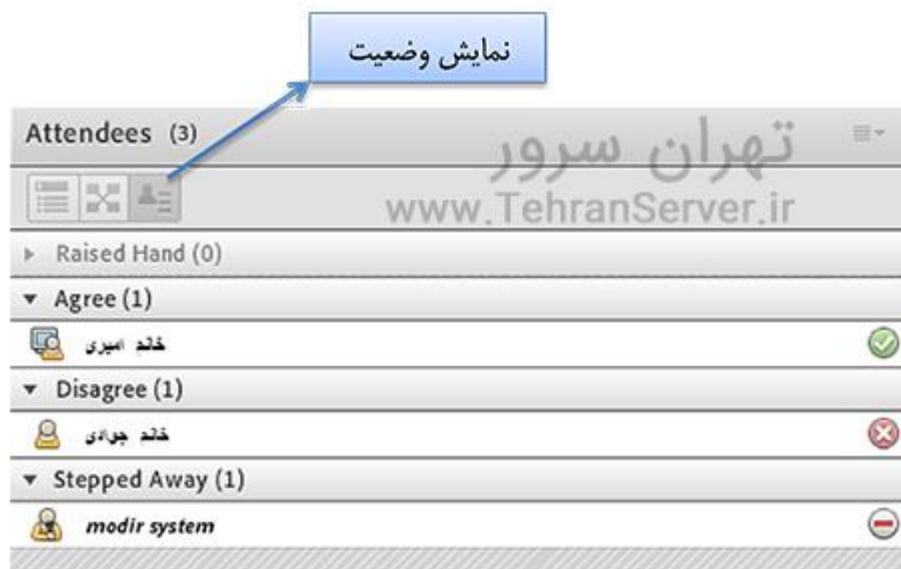 نمایش وضعیت
Attendees (3)
تهران سرور
www.TehranServer.ir
Raised Hand (0)
Agree (1)
خانم امیری
Disagree (1)
خانم جوادی
Stepped Away (1)
modir system